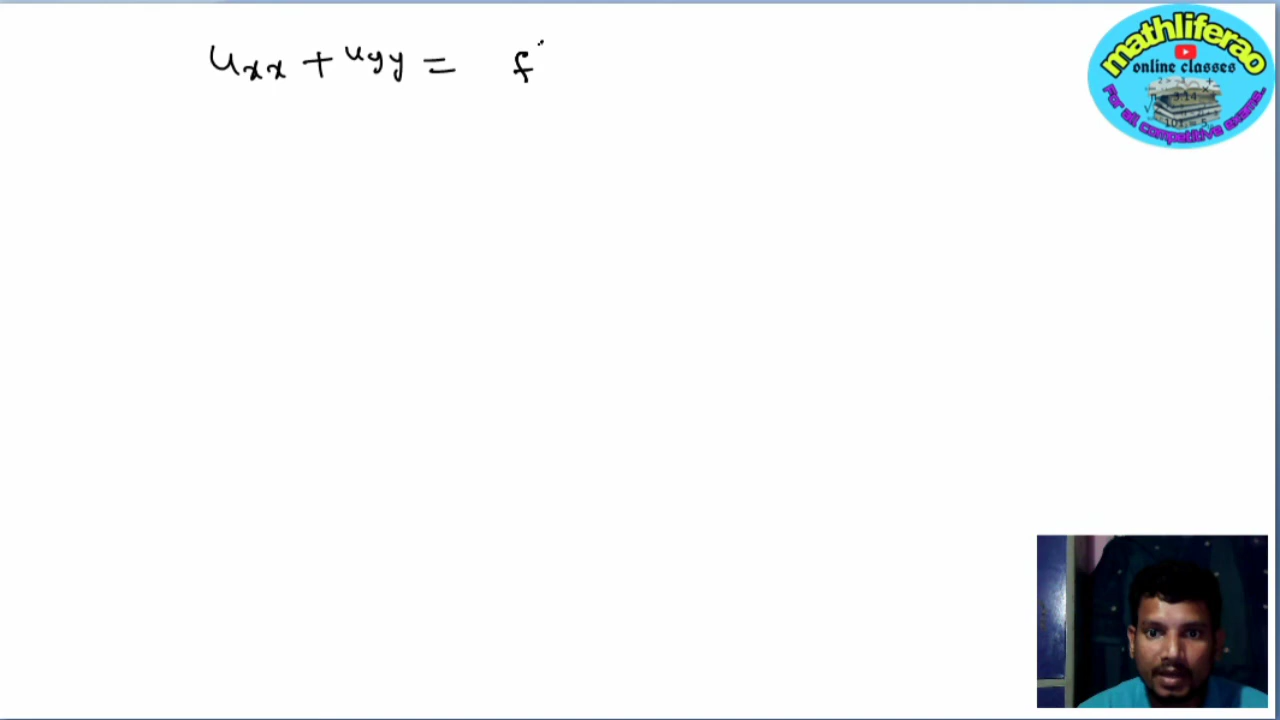 uxx + uyy = f
mathliferao
online classes
For all competitive exams..